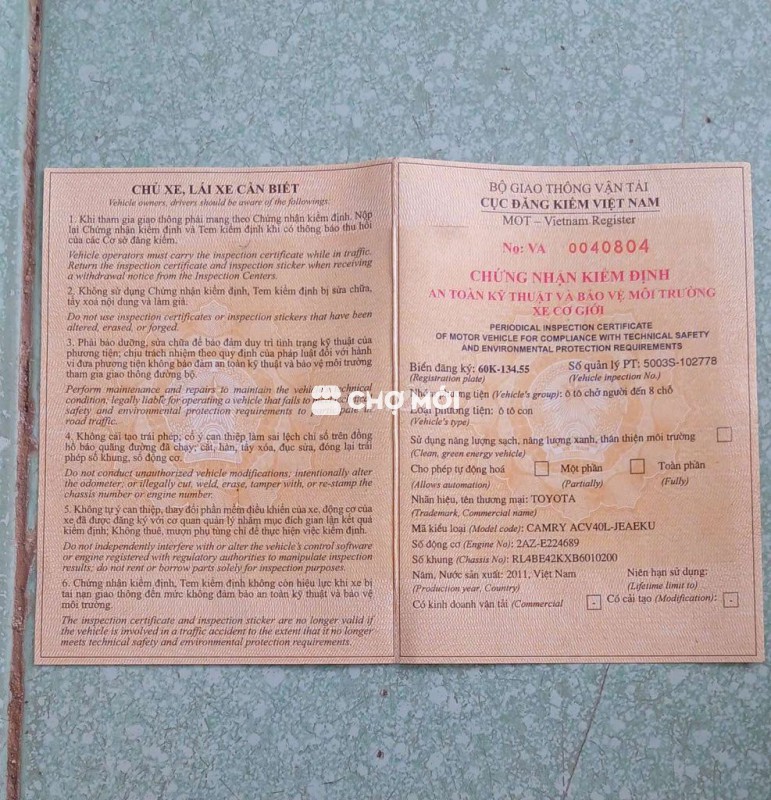 CHỦ XE, LÁI XE CẦN BIẾT
Vehicle owners, drivers should be aware of the followings.
1. Khi tham gia giao thông phải mang theo Chứng nhận kiểm định. Nộp
lại Chứng nhận kiểm định và Tem kiểm định khi có thông báo thu hồi
của các Cơ sở đăng kiểm.
Vehicle operators must carry the inspection certificate while in traffic.
Return the inspection certificate and inspection sticker when receiving
a withdrawal notice from the Inspection Centers.
2. Không sử dụng Chứng nhận kiểm định, Tem kiểm định bị sửa chữa,
tẩy xoá nội dung và làm giả.
Do not use inspection certificates or inspection stickers that have been
altered, erased, or forged.
3. Phải bảo dưỡng, sửa chữa để bảo đảm duy trì tình trạng kỹ thuật của
phương tiện; chịu trách nhiệm theo quy định của pháp luật đối với hành
vi đưa phương tiện không bảo đảm an toàn kỹ thuật và bảo vệ môi trường
tham gia giao thông đường bộ.
Perform maintenance and repairs to maintain the vehicle's technical
condition; legally liable for operating a vehicle that fails to
safety and environmental protection requirements to
road traffic.
4. Không cải tạo trái phép; cố ý can thiệp làm sai lệch chỉ số trên đồng
hồ báo quãng đường đã chạy; cắt, hàn, tẩy xóa, đục sửa, đóng lại trái
phép số khung, số động cơ.
Do not conduct unauthorized vehicle modifications; intentionally alter
the odometer; or illegally cut, weld, erase, tamper with, or re-stamp the
chassis number or engine number.
5. Không tự ý can thiệp, thay đổi phần mềm điều khiển của xe, động cơ của
xe đã được đăng ký với cơ quan quản lý nhằm mục đích gian lận kết quả
kiểm định; Không thuê, mượn phụ tùng chỉ để thực hiện việc kiểm định.
Do not independently interfere with or alter the vehicle's control software
or engine registered with regulatory authorities to manipulate inspection
results; do not rent or borrow parts solely for inspection purposes.
6. Chứng nhận kiểm định, Tem kiểm định không còn hiệu lực khi xe bị
tai nạn giao thông đến mức không đảm bảo an toàn kỹ thuật và bảo vệ
môi trường.
The inspection certificate and inspection sticker are no longer valid if
the vehicle is involved in a traffic accident to the extent that it no longer
meets technical safety and environmental protection requirements.
BỘ GIAO THÔNG VẬN TẢI
CỤC ĐĂNG KIỂM VIỆT NAM
MOT – Vietnam Register
No: VA 0040804
CHỨNG NHẬN KIỂM ĐỊNH
AN TOÀN KỸ THUẬT VÀ BẢO VỆ MÔI TRƯỜNG
XE CƠ GIỚI
PERIODICAL INSPECTION CERTIFICATE
OF MOTOR VEHICLE FOR COMPLIANCE WITH TECHNICAL SAFETY
AND ENVIRONMENTAL PROTECTION REQUIREMENTS
Biển đăng ký: 60K-134.55 Số quản lý PT: 5003S-102778
(Registration plate) (Vehicle inpection No.)
tiện (Vehicle's group): ô tô chở người đến 8 chỗ
Loại phương tiện: ô tô con
(Vehicle's type)
Sử dụng năng lượng sạch, năng lượng xanh, thân thiện môi trường
(Clean, green energy vehicle)
Cho phép tự động hoá Một phần Toàn phần
(Allows automation) (Partially) (Fully)
Nhãn hiệu, tên thương mại: TOYOTA
(Trademark, Commercial name)
Mã kiểu loại (Model code): CAMRY ACV40L-JEAEKU
Số động cơ (Engine No): 2AZ-E224689
Số khung (Chassis No): RL4BE42KXB6010200
Năm, Nước sản xuất: 2011, Việt Nam Niên hạn sử dụng:
(Production year, Country) (Lifetime limit to)
Có kinh doanh vận tải (Commercial - Có cải tạo (Modification): -
CHỢ MỚI